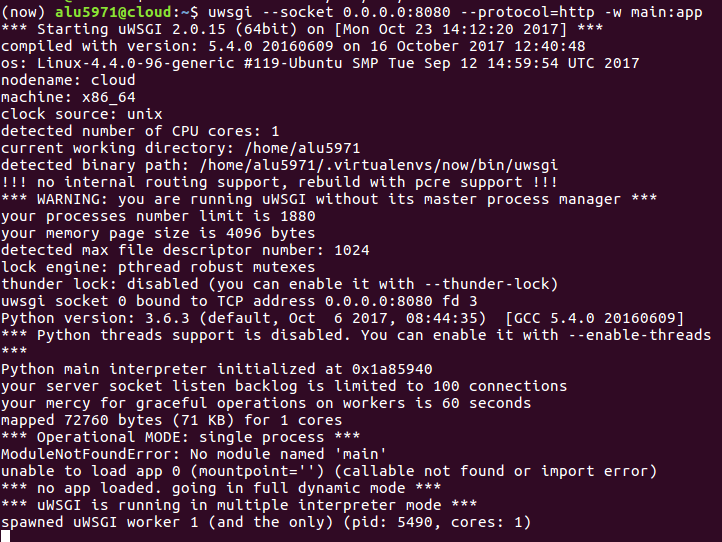 (now) alu5971@cloud:~$ uwsgi --socket 0.0.0.0:8080 --protocol=http -w main:app
*** Starting uWSGI 2.0.15 (64bit) on [Mon Oct 23 14:12:20 2017] ***
compiled with version: 5.4.0 20160609 on 16 October 2017 12:40:48
os: Linux-4.4.0-96-generic #119-Ubuntu SMP Tue Sep 12 14:59:54 UTC 2017
nodename: cloud
machine: x86_64
clock source: unix
detected number of CPU cores: 1
current working directory: /home/alu5971
detected binary path: /home/alu5971/.virtualenvs/now/bin/uwsgi
!!! no internal routing support, rebuild with pcre support !!!
*** WARNING: you are running uWSGI without its master process manager ***
your processes number limit is 1880
your memory page size is 4096 bytes
detected max file descriptor number: 1024
lock engine: pthread robust mutexes
thunder lock: disabled (you can enable it with --thunder-lock)
uwsgi socket 0 bound to TCP address 0.0.0.0:8080 fd 3
Python version: 3.6.3 (default, Oct  6 2017, 08:44:35)  [GCC 5.4.0 20160609]
*** Python threads support is disabled. You can enable it with --enable-threads
***
Python main interpreter initialized at 0x1a85940
your server socket listen backlog is limited to 100 connections
your mercy for graceful operations on workers is 60 seconds
mapped 72760 bytes (71 KB) for 1 cores
*** Operational MODE: single process ***
ModuleNotFoundError: No module named 'main'
unable to load app 0 (mountpoint='') (callable not found or import error)
*** no app loaded. going in full dynamic mode ***
*** uWSGI is running in multiple interpreter mode ***
spawned uWSGI worker 1 (and the only) (pid: 5490, cores: 1)